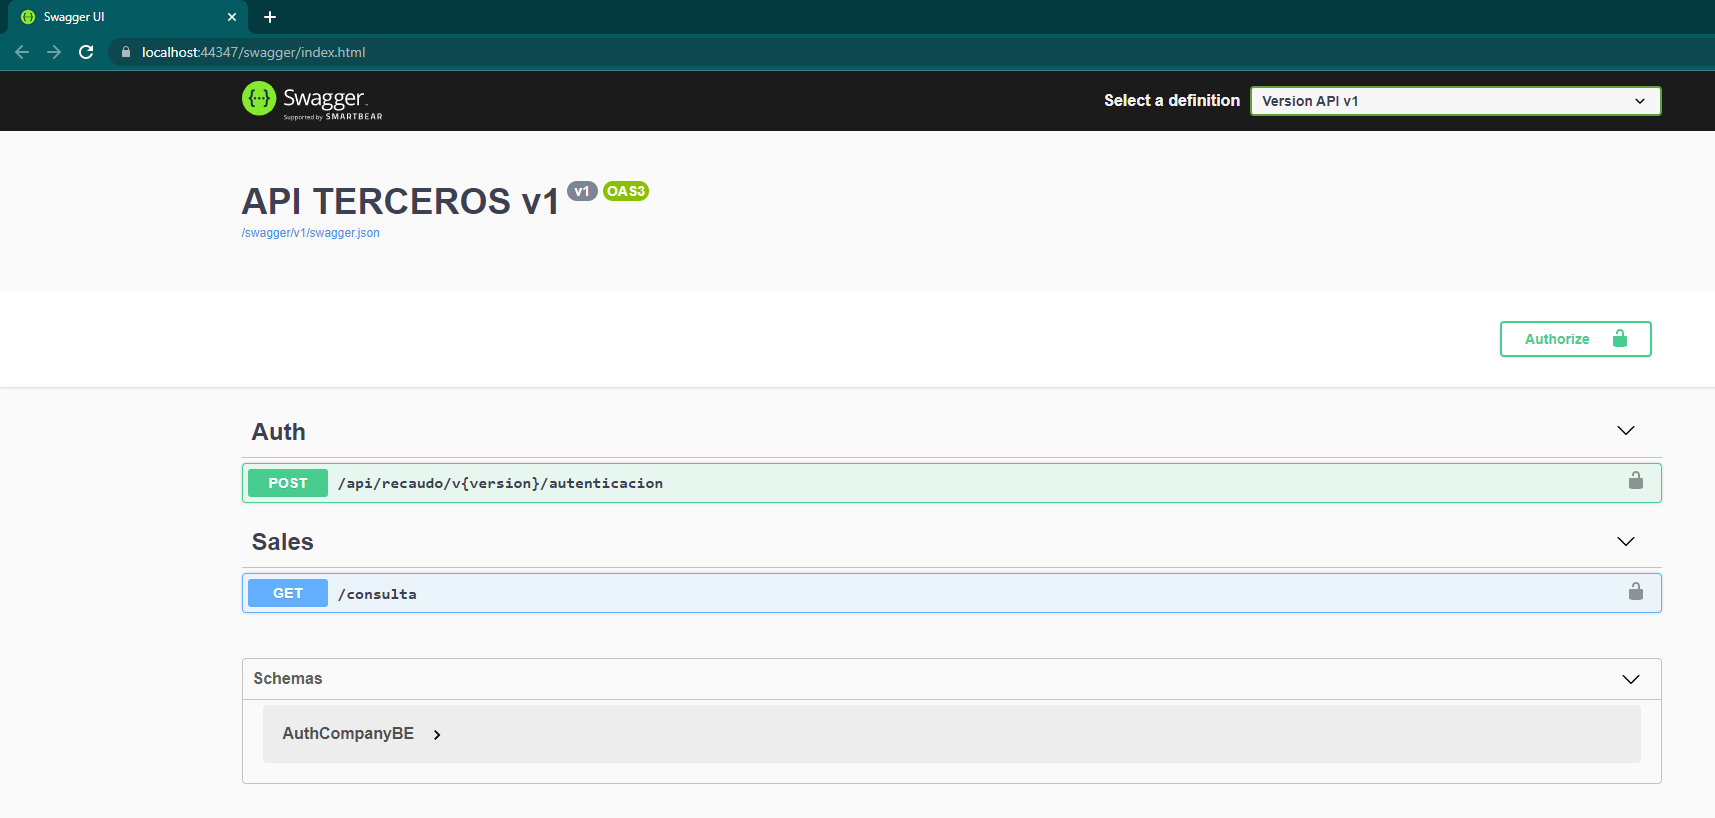 Swagger UI
localhost:44347/swagger/index.html
Swagger
Supported by SMARTBEAR
Select a definition
Version API v1
API TERCEROS v1 v1 OAS3
/swagger/v1/swagger.json
Authorize
Auth
POST /api/recaudo/v{version}/autenticacion
Sales
GET /consulta
Schemas
AuthCompanyBE